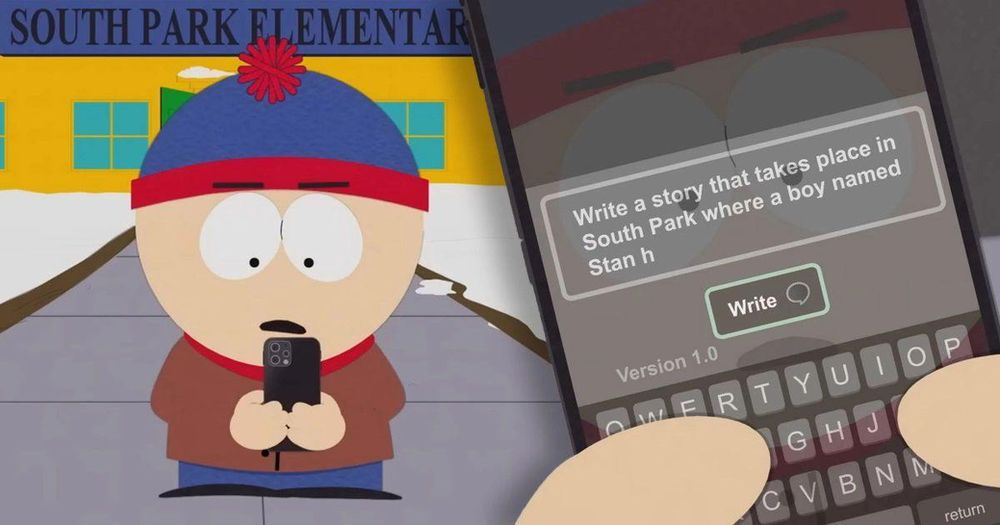 SOUTH PARK ELEMENTAR
Write a story that takes place in
South Park where a boy named
Stan h
Write
Version 1.0
Q W E R T Y U I O P
G H J
C V B N M
return